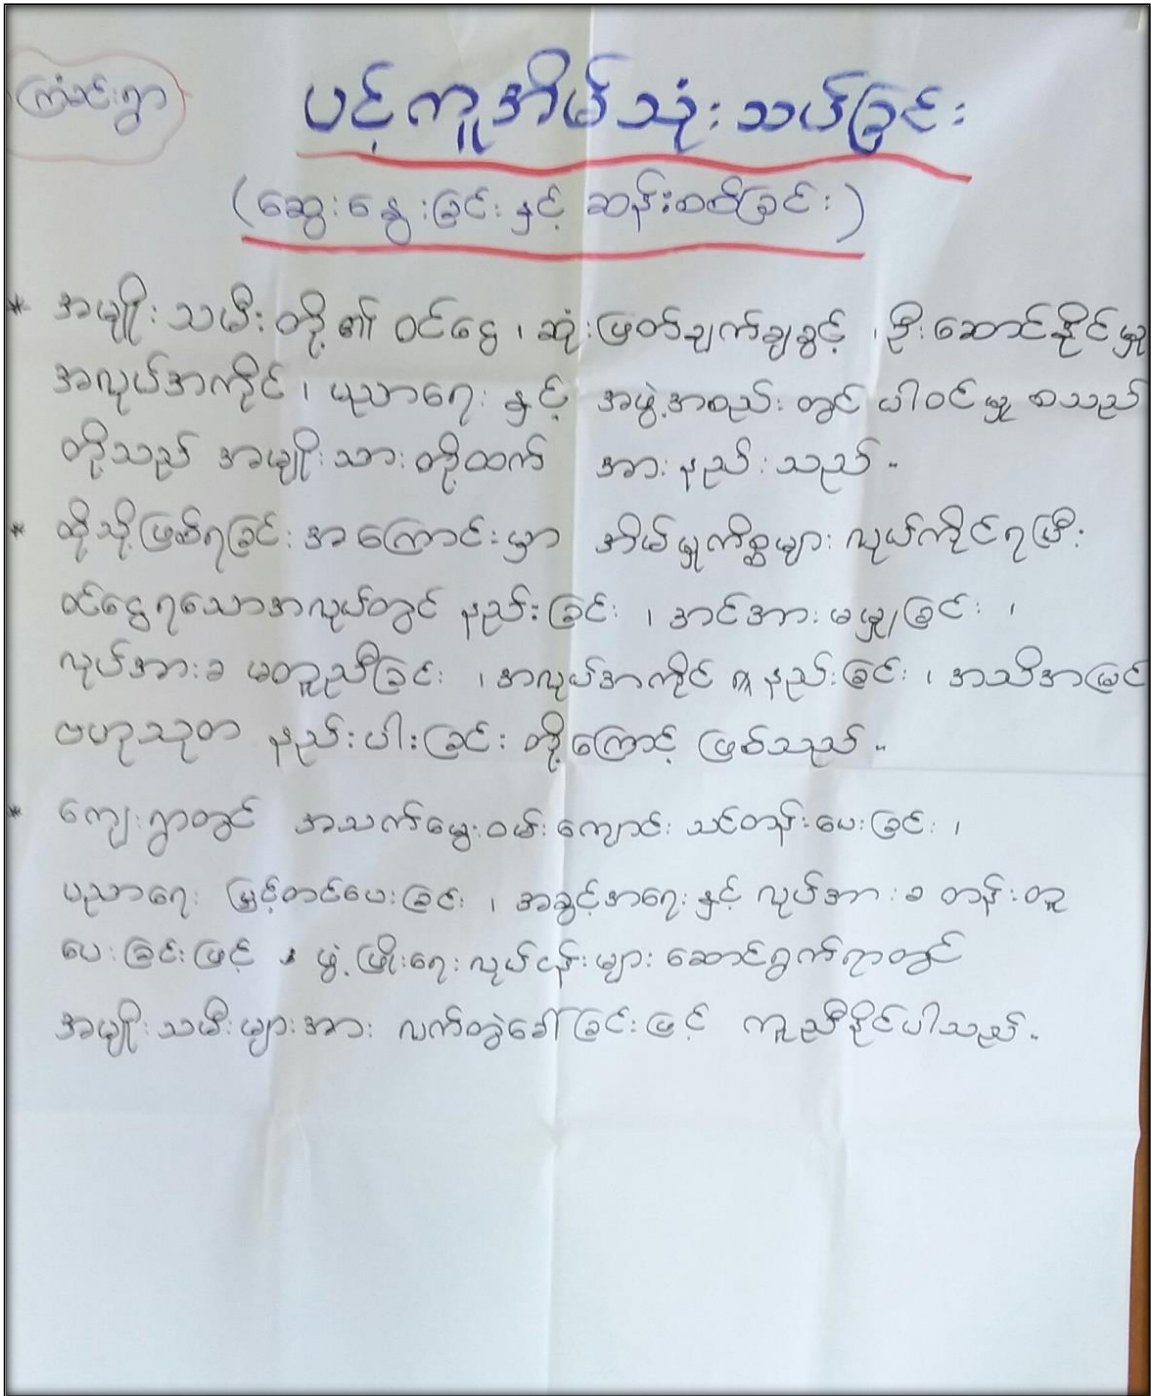 ကြံခင်းရွာ
ပင့်ကူအိမ်သုံးသပ်ခြင်း
(ဆွေးနွေးခြင်းနှင့် ဆန်းစစ်ခြင်း)
* အမျိုးသမီးတို့၏ ဝင်ငွေ၊ ဆုံးဖြတ်ချက်ချခွင့်၊ ဦးဆောင်နိုင်မှု
အလုပ်အကိုင်၊ ပညာရေး နှင့် အဖွဲ့အစည်းတွင် ပါဝင်မှု စသည်
တို့သည် အမျိုးသားတို့ထက် အားနည်းသည်။
* ထိုသို့ဖြစ်ရခြင်း အကြောင်းမှာ အိမ်မှုကိစ္စများ လုပ်ကိုင်ရပြီး
ဝင်ငွေရသောအလုပ်တွင် နည်းခြင်း၊ အင်အားမမျှခြင်း၊
လုပ်အားခ မတူညီခြင်း၊ အလုပ်အကိုင် ရှားနည်းခြင်း၊ အသိအမြင်
ဗဟုသုတ နည်းပါးခြင်း တို့ကြောင့် ဖြစ်သည်။
* ကျေးရွာတွင် အသက်မွေးဝမ်းကျောင်း သင်တန်းပေးခြင်း၊
ပညာရေး မြှင့်တင်ပေးခြင်း၊ အခွင့်အရေးနှင့် လုပ်အားခ တန်းတူ
ပေးခြင်းဖြင့် ဖွံ့ဖြိုးရေးလုပ်ငန်းများ ဆောင်ရွက်ရာတွင်
အမျိုးသမီးများအား လက်တွဲခေါ်ခြင်းဖြင့် ကူညီနိုင်ပါသည်။